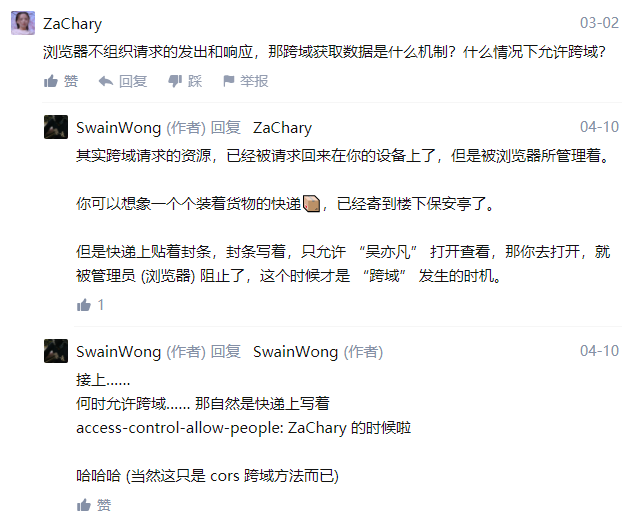 ZaChary 03-02
浏览器不组织请求的发出和响应，那跨域获取数据是什么机制？什么情况下允许跨域？
赞 回复 踩 举报
SwainWong (作者) 回复 ZaChary 04-10
其实跨域请求的资源，已经被请求回来在你的设备上了，但是被浏览器所管理着。
你可以想象一个个装着货物的快递📦，已经寄到楼下保安亭了。
但是快递上贴着封条，封条写着，只允许 “吴亦凡” 打开查看，那你去打开，就
被管理员 (浏览器) 阻止了，这个时候才是 “跨域” 发生的时机。
1
SwainWong (作者) 回复 SwainWong (作者) 04-10
接上……
何时允许跨域…… 那自然是快递上写着
access-control-allow-people: ZaChary 的时候啦
哈哈哈 (当然这只是 cors 跨域方法而已)
赞